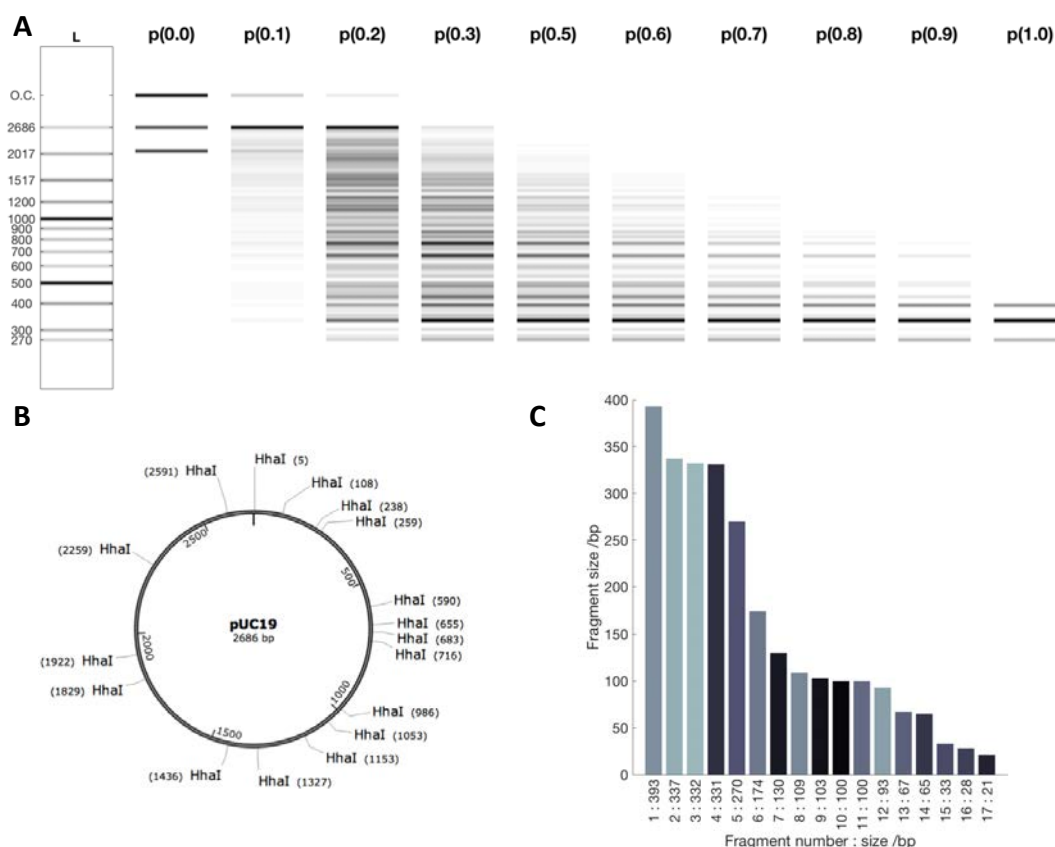 A
L p(0.0) p(0.1) p(0.2) p(0.3) p(0.5) p(0.6) p(0.7) p(0.8) p(0.9) p(1.0)
O.C.
2686
2017
1517
1200
1000
900
800
700
600
500
400
300
270
B
HhaI (5)
(2591) HhaI
HhaI (108)
HhaI (238)
HhaI (259)
2500
(2259) HhaI
500
HhaI (590)
pUC19
2686 bp
HhaI (655)
HhaI (683)
HhaI (716)
2000
(1922) HhaI
(1829) HhaI
1000
HhaI (986)
HhaI (1053)
1500
HhaI (1153)
(1436) HhaI
HhaI (1327)
C
Fragment size /bp
400
350
300
250
200
150
100
50
0
1 : 393
2 : 337
3 : 332
4 : 331
5 : 270
6 : 174
7 : 130
8 : 109
9 : 103
10 : 100
11 : 100
12 : 93
13 : 67
14 : 65
15 : 33
16 : 28
17 : 21
Fragment number : size /bp